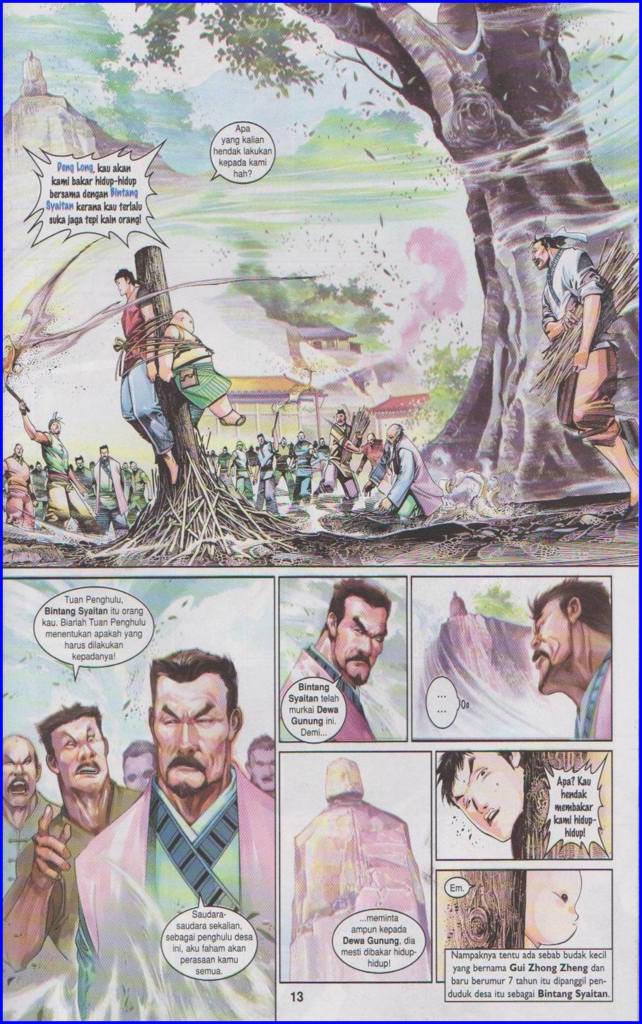 Deng Long, kau akan
kami bakar hidup-hidup
bersama dengan Bintang
Syaitan kerana kau terlalu
suka jaga tepi kain orang!
Apa
yang kalian
hendak lakukan
kepada kami
hah?
Tuan Penghulu,
Bintang Syaitan itu orang
kau. Biarlah Tuan Penghulu
menentukan apakah yang
harus dilakukan
kepadanya!
Saudara-
saudara sekalian,
sebagai penghulu desa
ini, aku faham akan
perasaan kamu
semua.
Bintang
Syaitan telah
murkai Dewa
Gunung ini.
Demi...
...
...
...meminta
ampun kepada
Dewa Gunung, dia
mesti dibakar hidup-
hidup!
Apa? Kau
hendak
membakar
kami hidup-
hidup!
Em.
Nampaknya tentu ada sebab budak kecil
yang bernama Gui Zhong Zheng dan
baru berumur 7 tahun itu dipanggil pen-
duduk desa itu sebagai Bintang Syaitan.
13